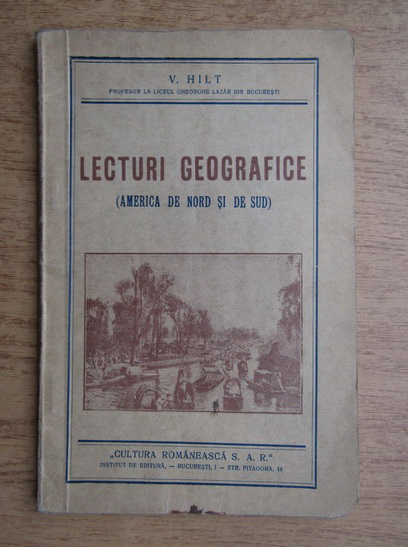 V. HILT
PROFESOR LA LICEUL GHEORGHE LAZĂR DIN BUCUREȘTI
LECTURI GEOGRAFICE
(AMERICA DE NORD ȘI DE SUD)
„CULTURA ROMÂNEASCĂ S. A. R.“
INSTITUT DE EDITURĂ, — BUCUREȘTI, I — STR. PITAGORA, 16